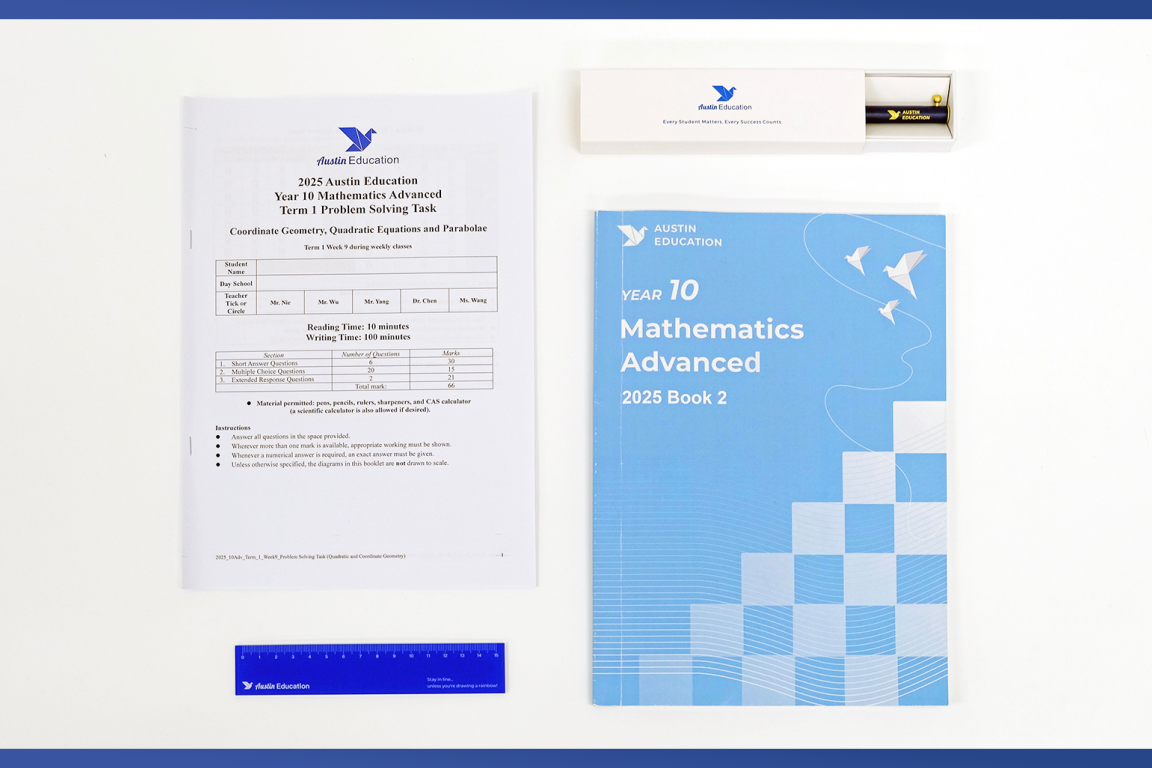 Austin Education
2025 Austin Education
Year 10 Mathematics Advanced
Term 1 Problem Solving Task
Coordinate Geometry, Quadratic Equations and Parabolae
Term 1 Week 9 during weekly classes
Student Name
Day School
Teacher Tick or Circle Mr. Nie Mr. Wu Mr. Yang Dr. Chen Ms. Wang
Reading Time: 10 minutes
Writing Time: 100 minutes
Section Number of Questions Marks
1. Short Answer Questions 6 30
2. Multiple Choice Questions 20 15
3. Extended Response Questions 2 21
Total mark: 66
● Material permitted: pens, pencils, rulers, sharpeners, and CAS calculator
(a scientific calculator is also allowed if desired).
Instructions
● Answer all questions in the space provided.
● Wherever more than one mark is available, appropriate working must be shown.
● Whenever a numerical answer is required, an exact answer must be given.
● Unless otherwise specified, the diagrams in this booklet are not drawn to scale.
2025_10Adv_Term_1_Week9_Problem Solving Task (Quadratic and Coordinate Geometry) 1
Austin Education
Every Student Matters. Every Success Counts.
AUSTIN
EDUCATION
AUSTIN
EDUCATION
YEAR 10
Mathematics
Advanced
2025 Book 2
0 1 2 3 4 5 6 7 8 9 10 11 12 13 14 15
Austin Education
Stay in line...
unless you're drawing a rainbow!